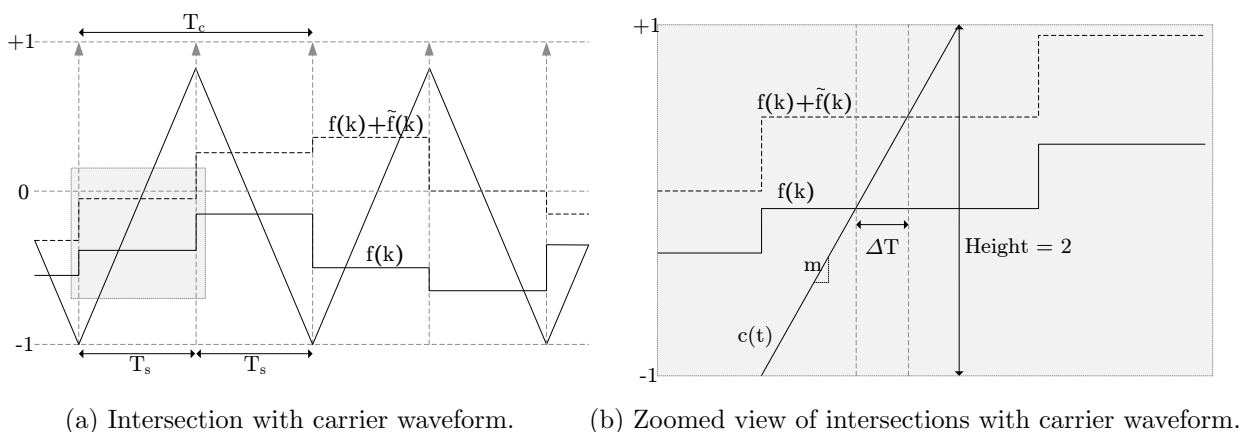 T_c
+1
f(k)+f̃(k)
0
f(k)
-1
T_s
T_s
(a) Intersection with carrier waveform.
+1
f(k)+f̃(k)
f(k)
ΔT
Height = 2
m
c(t)
-1
(b) Zoomed view of intersections with carrier waveform.